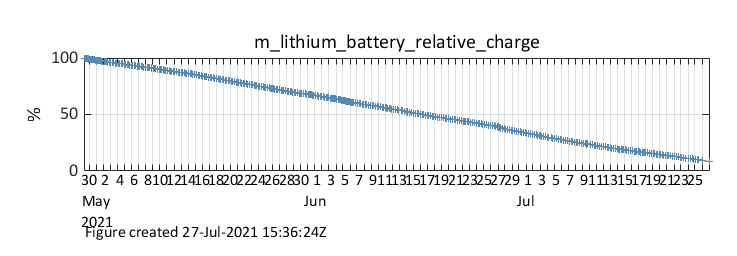 m_lithium_battery_relative_charge
100
50
0
%
30 2 4 6 8 10 12 14 16 18 20 22 24 26 28 30 1 3 5 7 9 11 13 15 17 19 21 23 25 27 29 1 3 5 7 9 11 13 15 17 19 21 23 25
May Jun Jul
2021
Figure created 27-Jul-2021 15:36:24Z